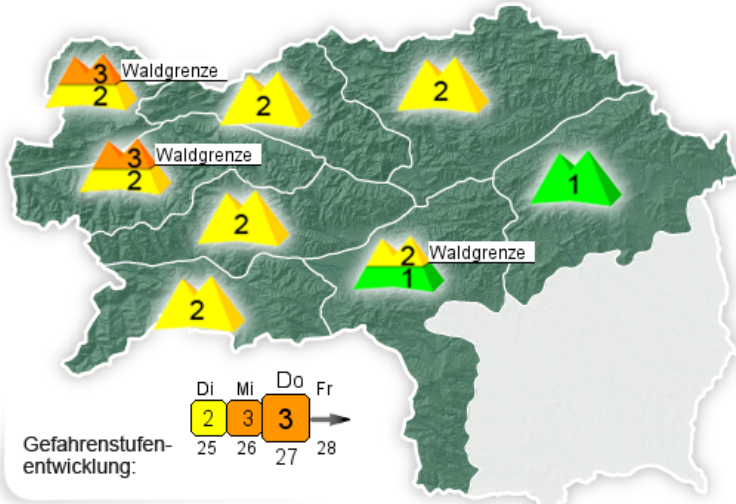 3 Waldgrenze
2
2
2
3 Waldgrenze
2
1
2
2 Waldgrenze
1
2
Di Mi Do Fr
2 3 3
25 26 27 28
Gefahrenstufen-
entwicklung: